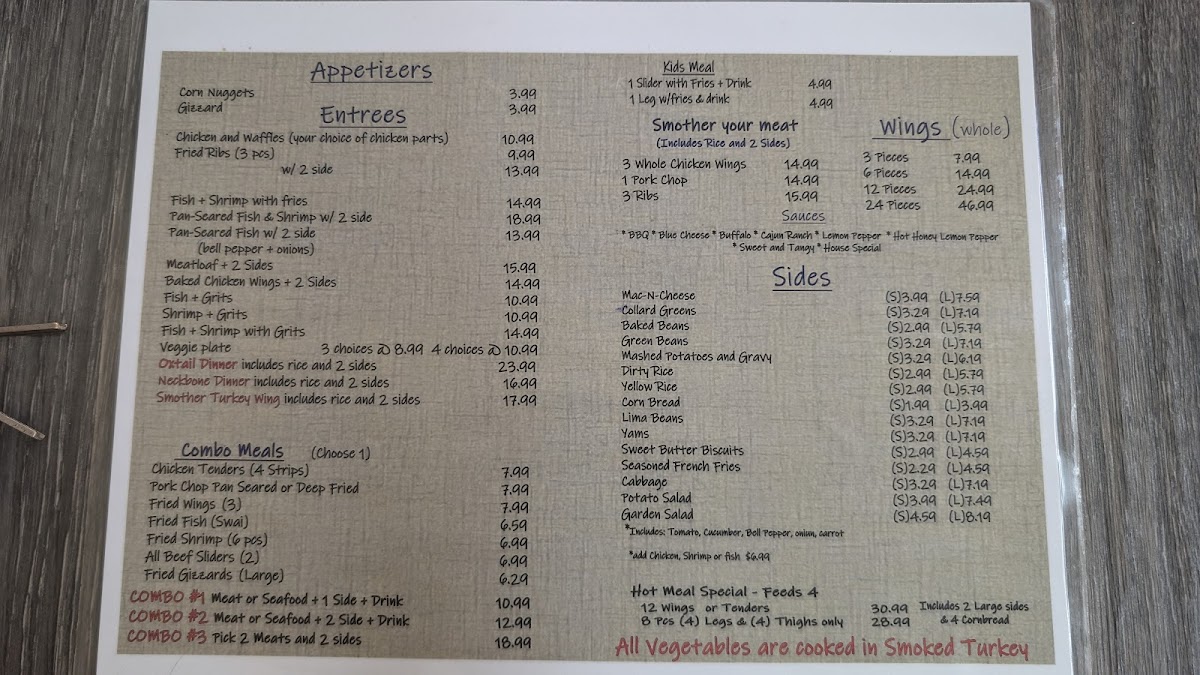 Appetizers
Corn Nuggets 3.99
Gizzard 3.99
Entrees
Chicken and Waffles (your choice of chicken parts) 10.99
Fried Ribs (3 pcs) 9.99
w/ 2 side 13.99
Fish + Shrimp with fries 14.99
Pan-Seared Fish & Shrimp w/ 2 side 18.99
Pan-Seared Fish w/ 2 side 13.99
(bell pepper + onions)
Meatloaf + 2 Sides 15.99
Baked Chicken Wings + 2 Sides 14.99
Fish + Grits 10.99
Shrimp + Grits 10.99
Fish + Shrimp with Grits 14.99
Veggie plate 3 choices @ 8.99 4 choices @ 10.99
Oxtail Dinner includes rice and 2 sides 23.99
Neckbone Dinner includes rice and 2 sides 16.99
Smother Turkey Wing includes rice and 2 sides 17.99
Combo Meals (Choose 1)
Chicken Tenders (4 Strips) 7.99
Pork Chop Pan Seared or Deep Fried 7.99
Fried Wings (3) 7.99
Fried Fish (Swai) 6.59
Fried Shrimp (6 pcs) 6.99
All Beef Sliders (2) 6.99
Fried Gizzards (Large) 6.29
COMBO #1 Meat or Seafood + 1 Side + Drink 10.99
COMBO #2 Meat or Seafood + 2 Side + Drink 12.99
COMBO #3 Pick 2 Meats and 2 sides 18.99
Kids Meal
1 Slider with Fries + Drink 4.99
1 Leg w/fries & drink 4.99
Smother your meat
(Includes Rice and 2 Sides)
3 Whole Chicken Wings 14.99
1 Pork Chop 14.99
3 Ribs 15.99
Wings (whole)
3 Pieces 7.99
6 Pieces 14.99
12 Pieces 24.99
24 Pieces 46.99
Sauces
* BBQ * Blue Cheese * Buffalo * Cajun Ranch * Lemon Pepper * Hot Honey Lemon Pepper
* Sweet and Tangy * House Special
Sides
Mac-N-Cheese (S)3.99 (L)7.59
Collard Greens (S)3.29 (L)7.19
Baked Beans (S)2.99 (L)5.79
Green Beans (S)3.29 (L)7.19
Mashed Potatoes and Gravy (S)3.29 (L)6.19
Dirty Rice (S)2.99 (L)5.79
Yellow Rice (S)2.99 (L)5.79
Corn Bread (S)1.99 (L)3.99
Lima Beans (S)3.29 (L)7.19
Yams (S)3.29 (L)7.19
Sweet Butter Biscuits (S)2.99 (L)4.59
Seasoned French Fries (S)2.29 (L)4.59
Cabbage (S)3.29 (L)7.19
Potato Salad (S)3.99 (L)7.49
Garden Salad (S)4.59 (L)8.19
*Includes: Tomato, Cucumber, Bell Pepper, onion, carrot
*add Chicken, Shrimp or fish $6.99
Hot Meal Special - Feeds 4
12 Wings or Tenders 30.99 Includes 2 Large sides
8 Pcs (4) Legs & (4) Thighs only 28.99 & 4 Cornbread
All Vegetables are cooked in Smoked Turkey